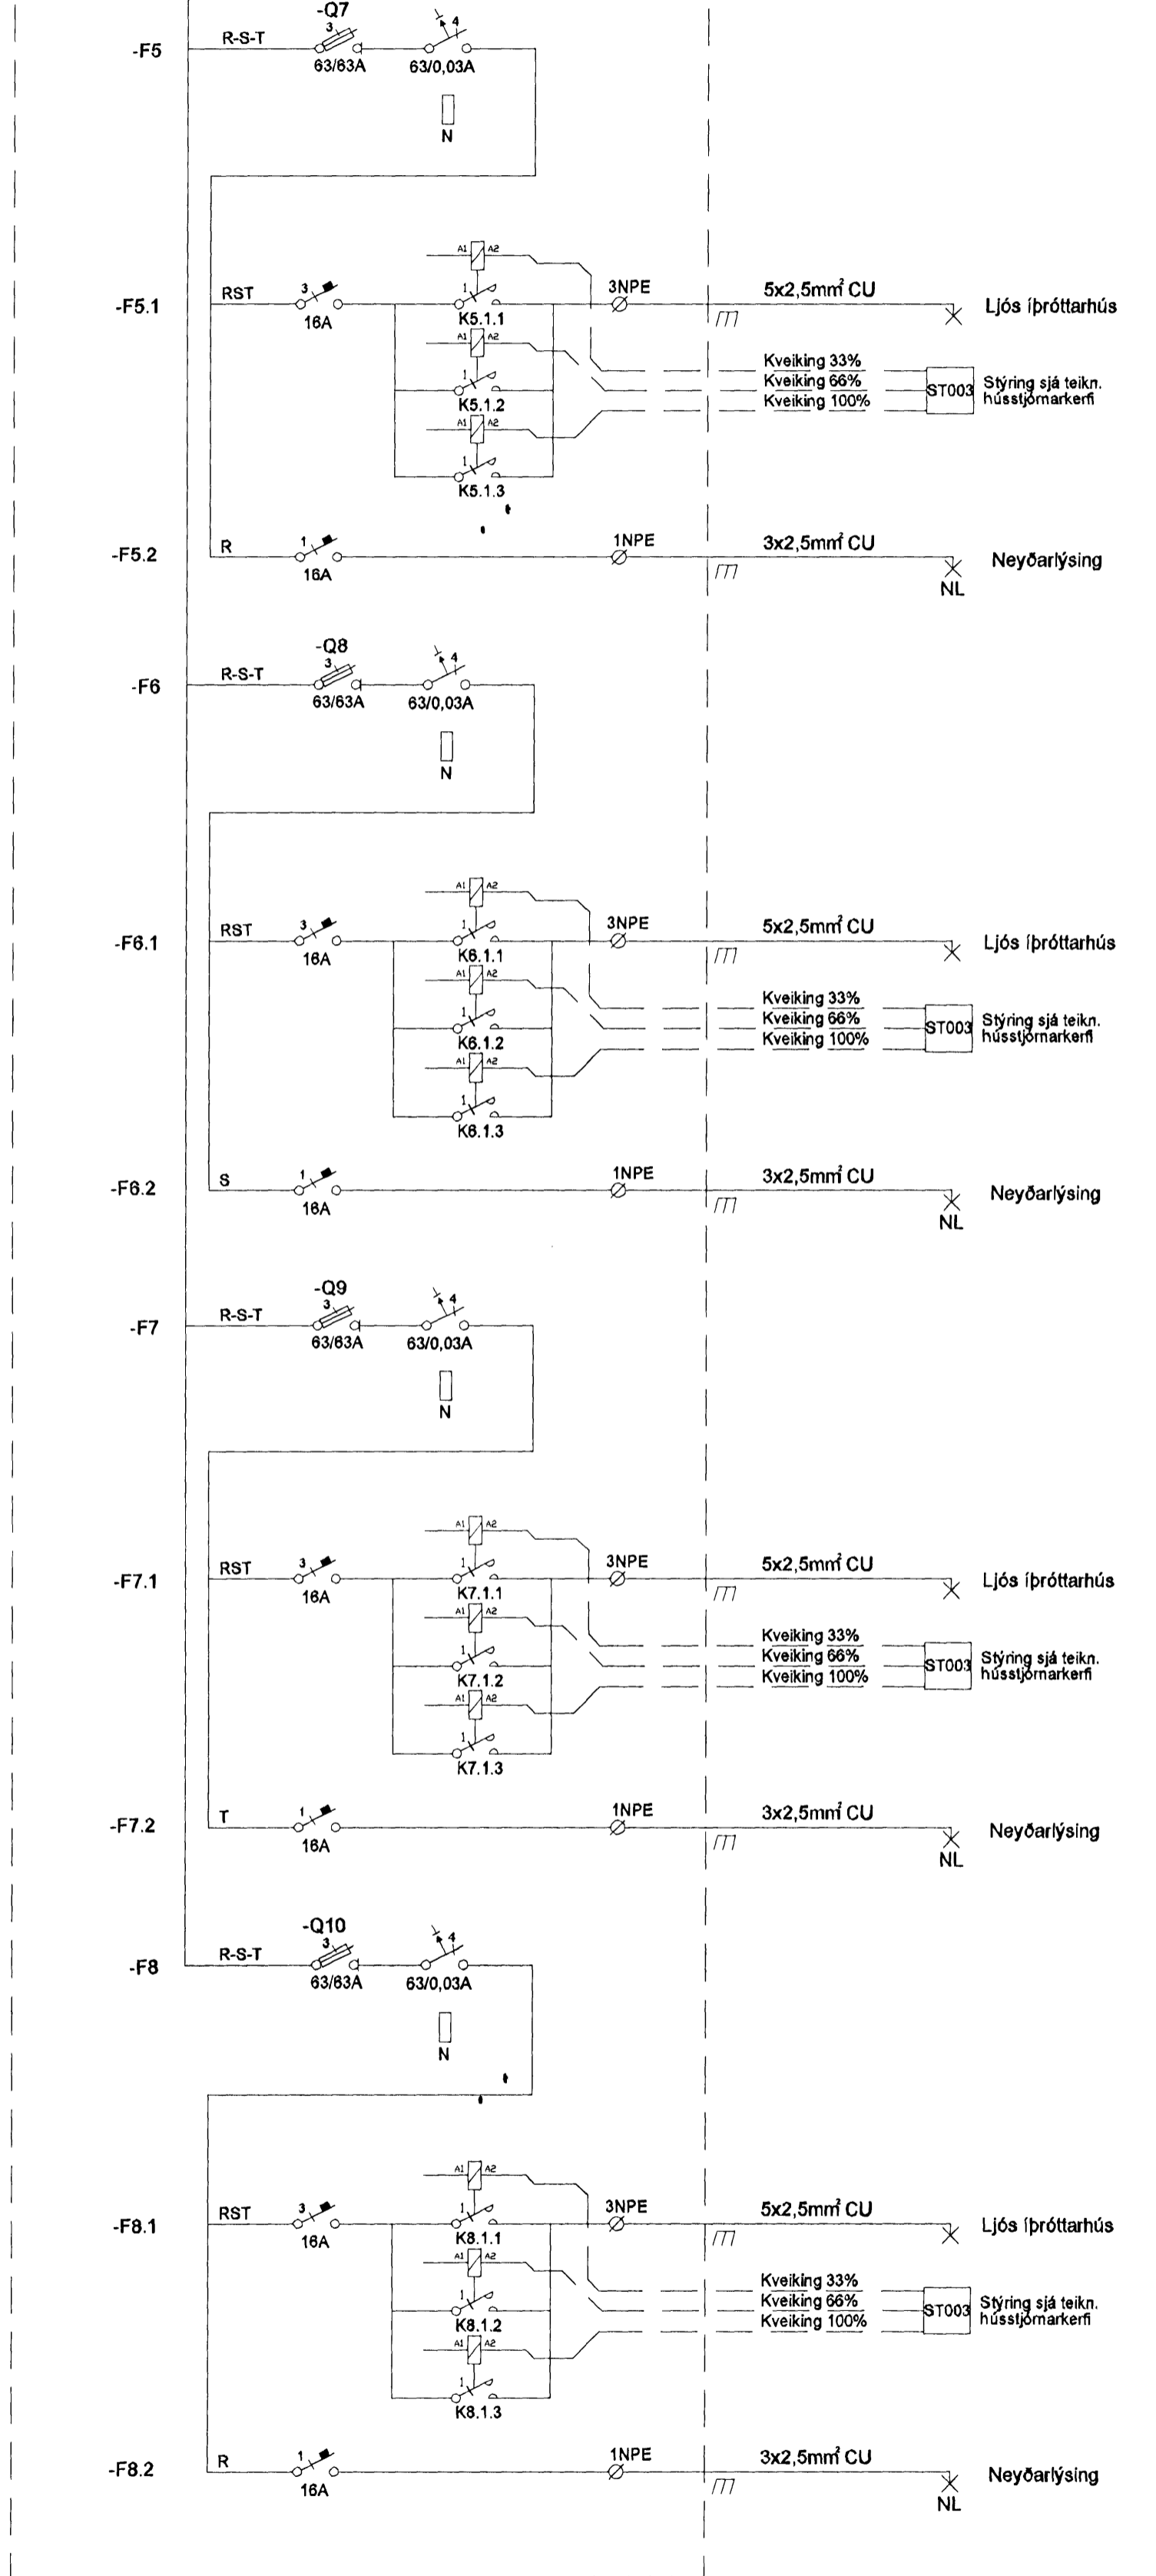 -Q7
-F5 R-S-T 3 4
63/63A 63/0,03A
N
A1 A2
-F5.1 RST 3 1 3NPE 5x2,5mm² CU Ljós íþróttarhús
16A K5.1.1
A1 A2
Kveiking 33%
Kveiking 66% ST003 Stýring sjá teikn.
1 Kveiking 100% hússtjórnarkerfi
K5.1.2
A1 A2
1
K5.1.3
-F5.2 R 1 1NPE 3x2,5mm² CU Neyðarlýsing
16A NL
-Q8
-F6 R-S-T 3 4
63/63A 63/0,03A
N
A1 A2
-F6.1 RST 3 1 3NPE 5x2,5mm² CU Ljós íþróttarhús
16A K6.1.1
A1 A2
Kveiking 33%
Kveiking 66% ST003 Stýring sjá teikn.
1 Kveiking 100% hússtjórnarkerfi
K6.1.2
A1 A2
1
K6.1.3
-F6.2 S 1 1NPE 3x2,5mm² CU Neyðarlýsing
16A NL
-Q9
-F7 R-S-T 3 4
63/63A 63/0,03A
N
A1 A2
-F7.1 RST 3 1 3NPE 5x2,5mm² CU Ljós íþróttarhús
16A K7.1.1
A1 A2
Kveiking 33%
Kveiking 66% ST003 Stýring sjá teikn.
1 Kveiking 100% hússtjórnarkerfi
K7.1.2
A1 A2
1
K7.1.3
-F7.2 T 1 1NPE 3x2,5mm² CU Neyðarlýsing
16A NL
-Q10
-F8 R-S-T 3 4
63/63A 63/0,03A
N
A1 A2
-F8.1 RST 3 1 3NPE 5x2,5mm² CU Ljós íþróttarhús
16A K8.1.1
A1 A2
Kveiking 33%
Kveiking 66% ST003 Stýring sjá teikn.
1 Kveiking 100% hússtjórnarkerfi
K8.1.2
A1 A2
1
K8.1.3
-F8.2 R 1 1NPE 3x2,5mm² CU Neyðarlýsing
16A NL